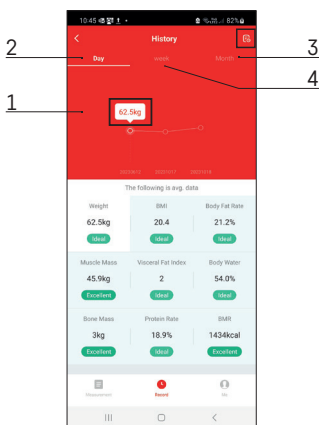 10.45 82%
History
2 3
Day week Month
4
1
62.5kg
The following is avg. data
Weight BMI Body Fat Rate
62.5kg 20.4 21.2%
Ideal Ideal Ideal
Muscle Mass Visceral Fat Index Body Water
45.9kg 2 54.0%
Excellent Ideal Ideal
Bone Mass Protein Rate BMR
3kg 18.9% 1434kcal
Excellent Ideal Excellent
Measurement Recent Me